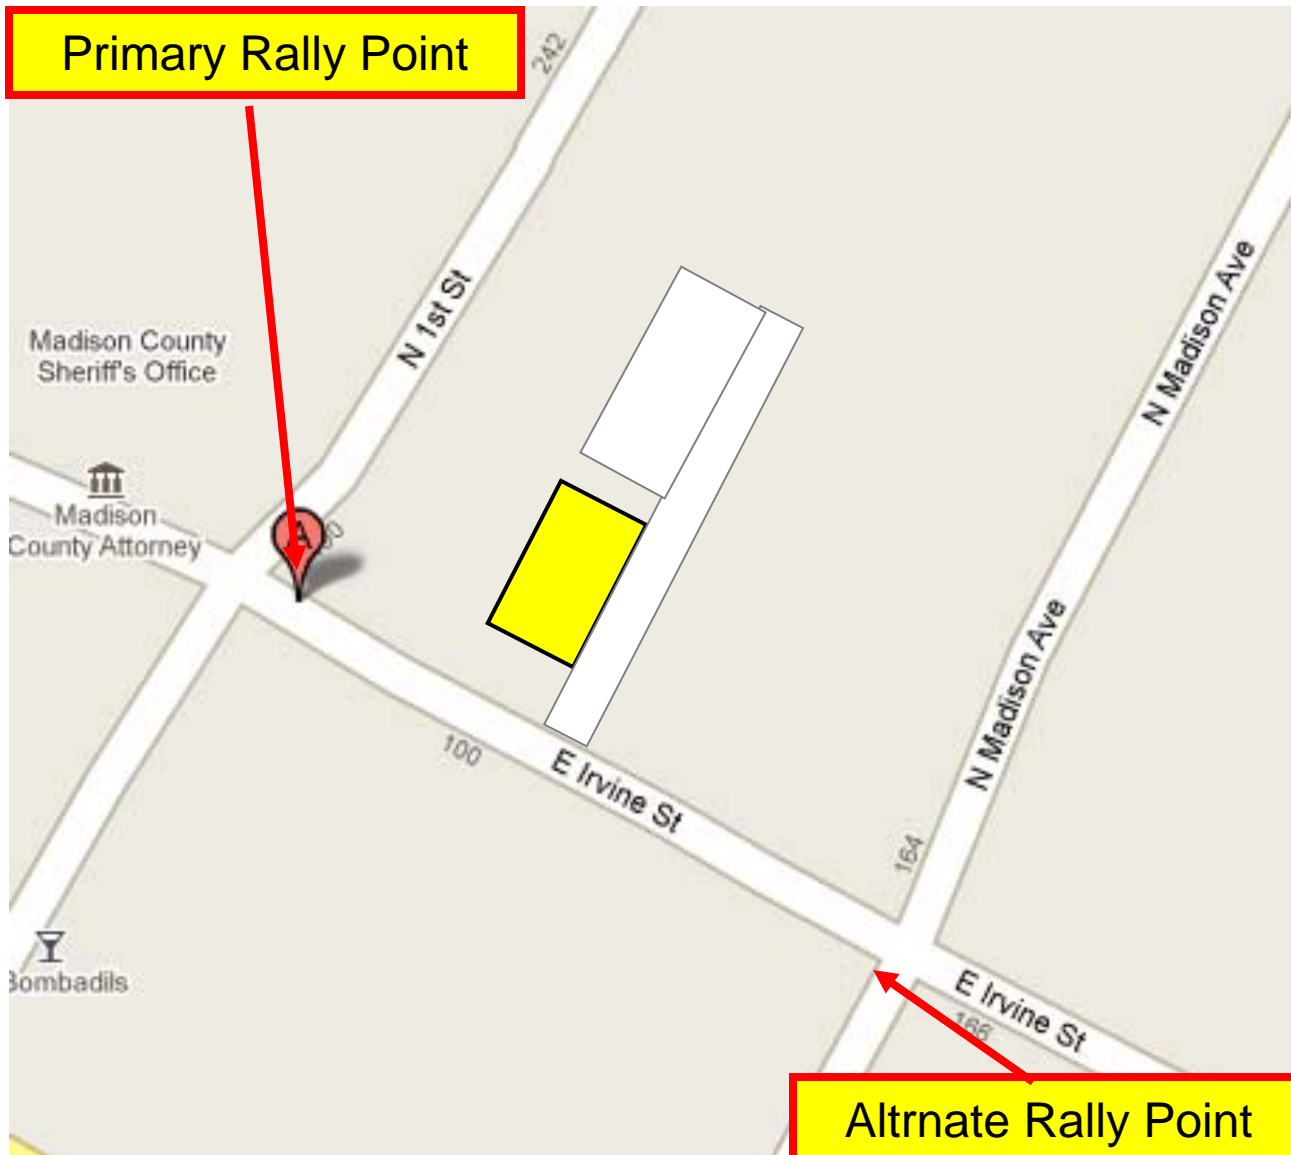 Primary Rally Point
242
N 1st St
N Madison Ave
Madison County
Sheriff's Office
Madison
County Attorney
A
N Madison Ave
100
E Irvine St
164
Bombadils
E Irvine St
166
Altrnate Rally Point